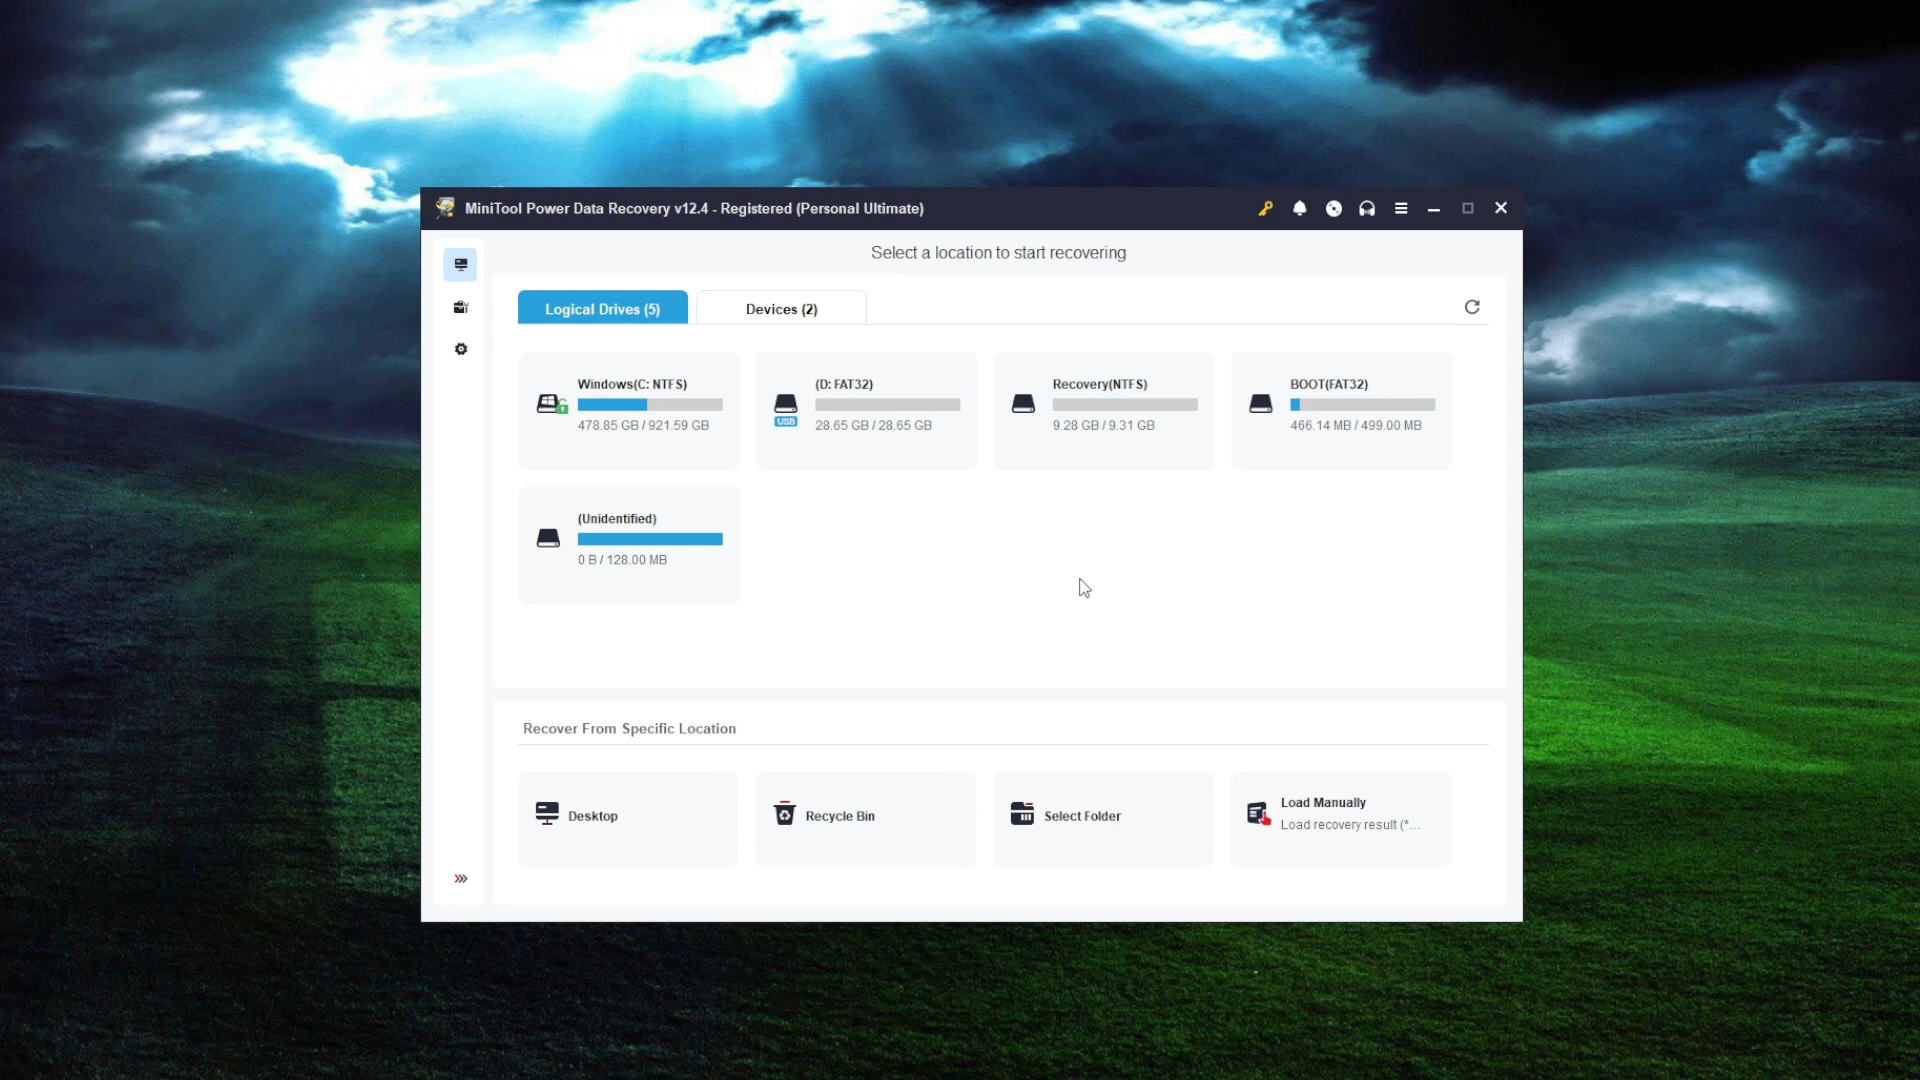 MiniTool Power Data Recovery v12.4 - Registered (Personal Ultimate)
Select a location to start recovering
Logical Drives (5)
Devices (2)
Windows(C: NTFS)
478.85 GB / 921.59 GB
(D: FAT32)
USB
28.65 GB / 28.65 GB
Recovery(NTFS)
9.28 GB / 9.31 GB
BOOT(FAT32)
466.14 MB / 499.00 MB
(Unidentified)
0 B / 128.00 MB
Recover From Specific Location
Desktop
Recycle Bin
Select Folder
Load Manually
Load recovery result (*...